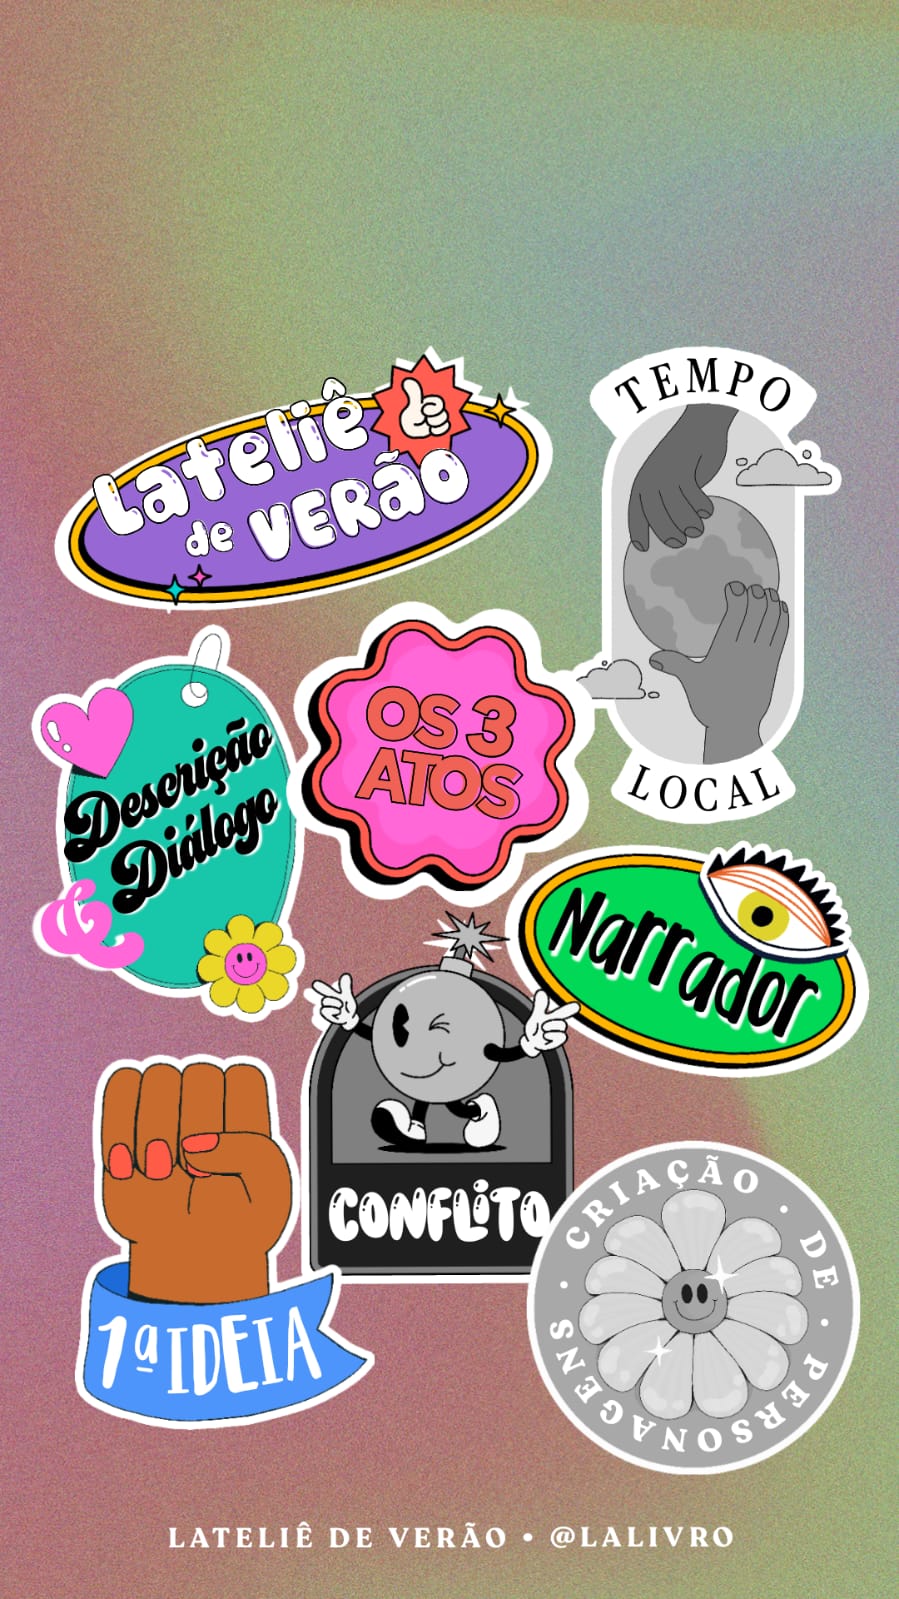 Lateliê
de VERÃO
TEMPO
LOCAL
Descrição
&
Diálogo
OS 3
ATOS
Narrador
CONFLITO
1ª IDEIA
CRIAÇÃO · DE · PERSONAGENS ·
LATELIÊ DE VERÃO • @LALIVRO